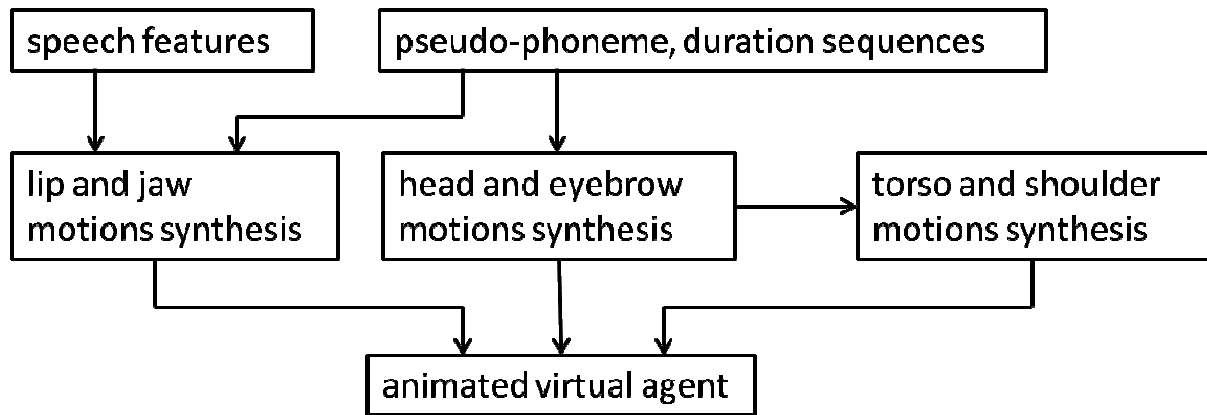 speech features
pseudo-phoneme, duration sequences
lip and jaw
motions synthesis
head and eyebrow
motions synthesis
torso and shoulder
motions synthesis
animated virtual agent